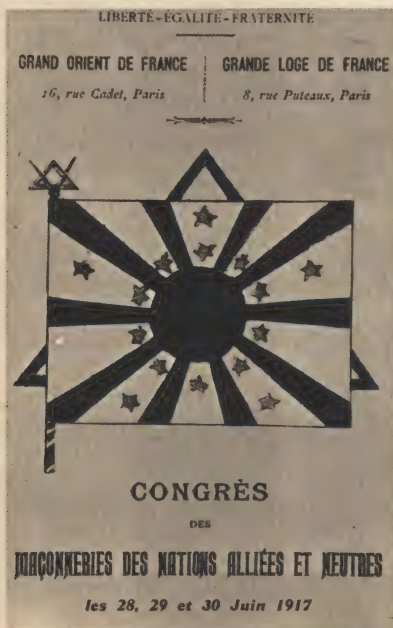 LIBERTÉ-ÉGALITÉ-FRATERNITÉ
GRAND ORIENT DE FRANCE
16, rue Cadet, Paris
GRANDE LOGE DE FRANCE
8, rue Puteaux, Paris
CONGRÈS
DES
MAÇONNERIES DES NATIONS ALLIÉES ET NEUTRES
les 28, 29 et 30 Juin 1917